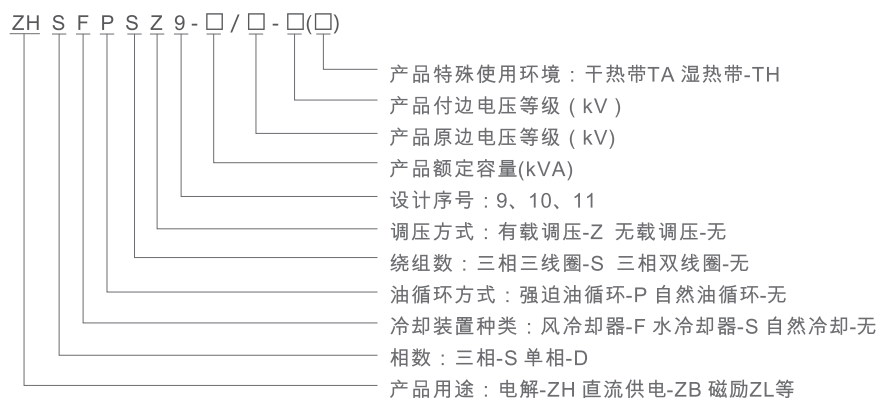 ZH S F P S Z 9-□/□-□(□)
产品特殊使用环境：干热带TA 湿热带-TH
产品付边电压等级（kV）
产品原边电压等级（kV)
产品额定容量(kVA)
设计序号：9、10、11
调压方式：有载调压-Z 无载调压-无
绕组数：三相三线圈-S 三相双线圈-无
油循环方式：强迫油循环-P 自然油循环-无
冷却装置种类：风冷却器-F 水冷却器-S 自然冷却-无
相数：三相-S 单相-D
产品用途：电解-ZH 直流供电-ZB 磁励ZL等